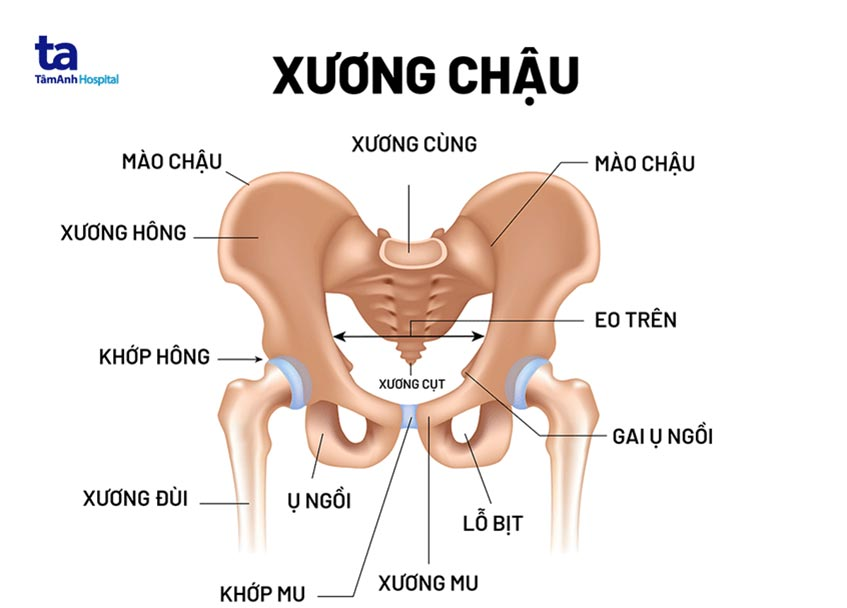 ta
TâmAnh Hospital
XƯƠNG CHẬU
XƯƠNG CÙNG
MÀO CHẬU
MÀO CHẬU
XƯƠNG HÔNG
EO TRÊN
KHỚP HÔNG
XƯƠNG CỤT
GAI Ụ NGỒI
XƯƠNG ĐÙI
Ụ NGỒI
LỖ BỊT
KHỚP MU
XƯƠNG MU